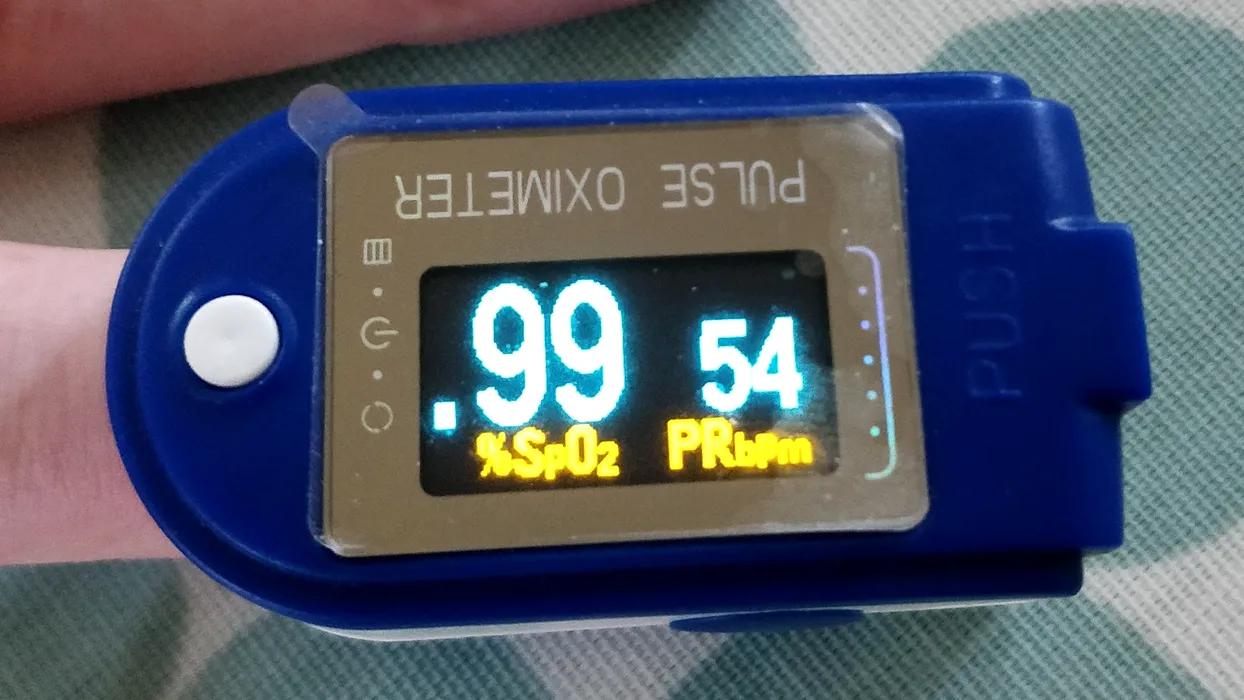 PULSE OXIMETER
99 54
%SpO2 PRbpm
PUSH